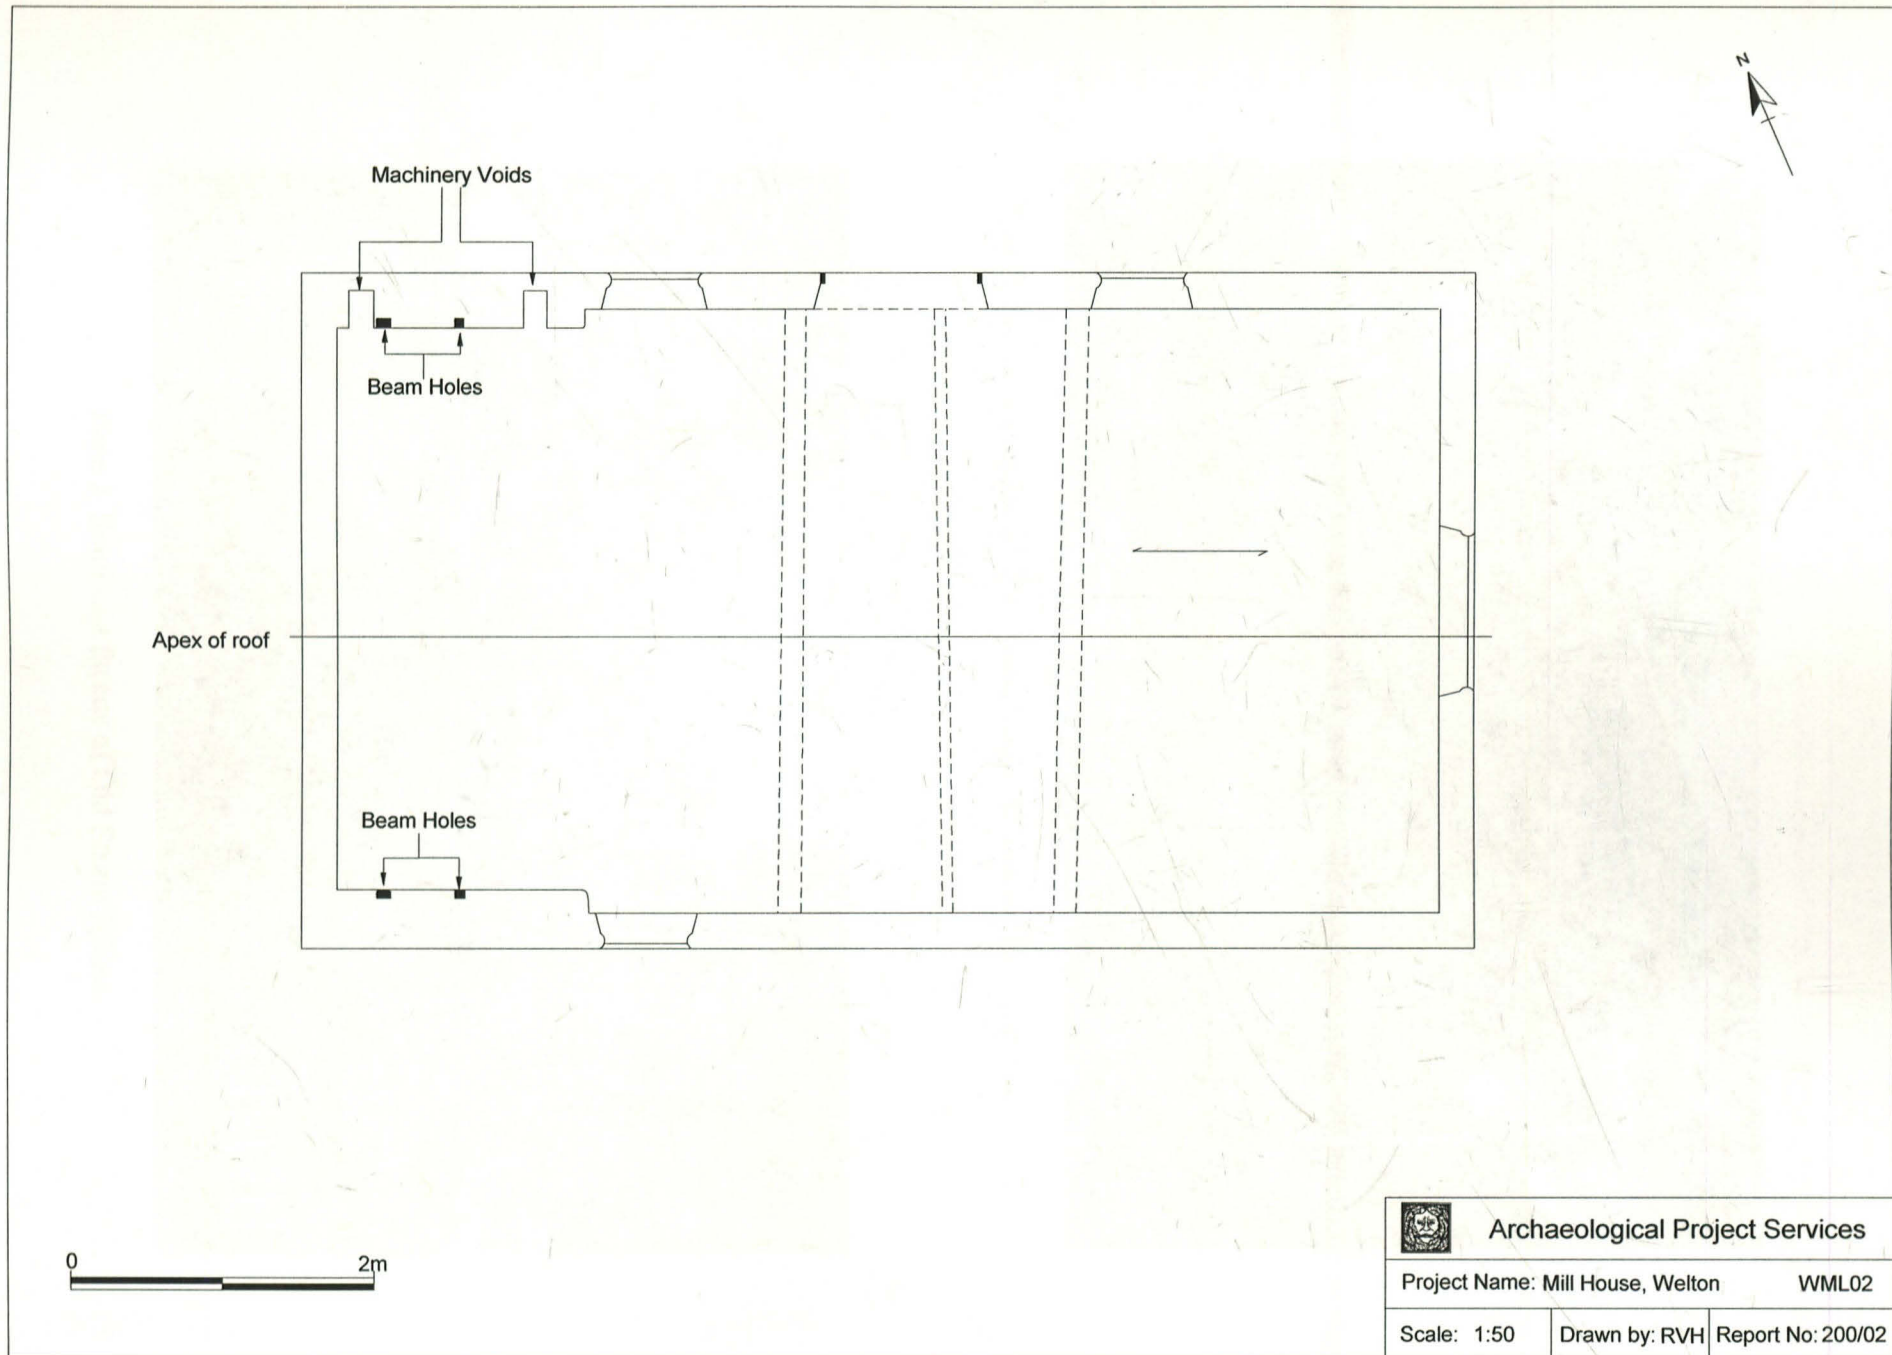 N
Machinery Voids
Beam Holes
Apex of roof
Beam Holes
0 2m
Archaeological Project Services
Project Name: Mill House, Welton WML02
Scale: 1:50 Drawn by: RVH Report No: 200/02